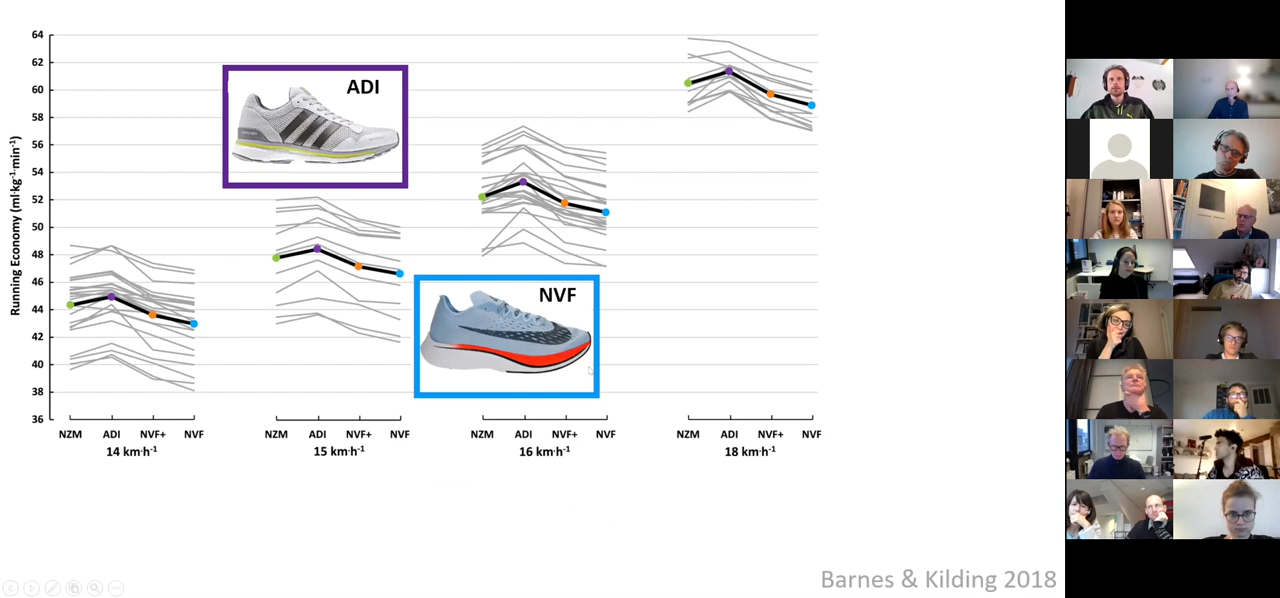 64
62
60
58
56
54
52
50
48
46
44
42
40
38
36
Running Economy (ml·kg⁻¹·min⁻¹)
ADI
NVF
NZM ADI NVF+ NVF NZM ADI NVF+ NVF NZM ADI NVF+ NVF NZM ADI NVF+ NVF
14 km·h⁻¹ 15 km·h⁻¹ 16 km·h⁻¹ 18 km·h⁻¹
Barnes & Kilding 2018